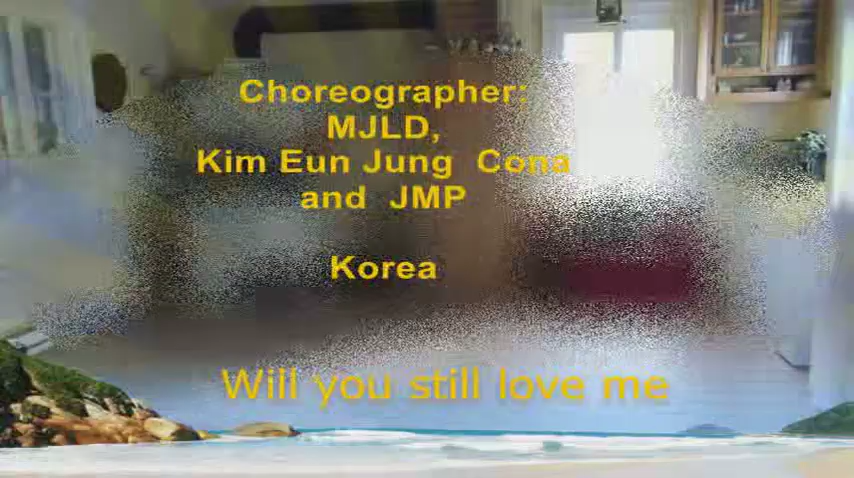 Choreographer:
MJLD,
Kim Eun Jung Cona
and JMP
Korea
Will you still love me